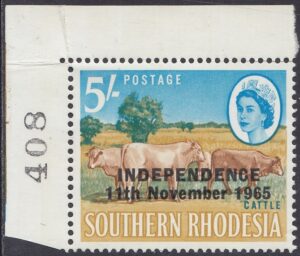 408
5/- POSTAGE
INDEPENDENCE
11th November 1965
CATTLE
SOUTHERN RHODESIA